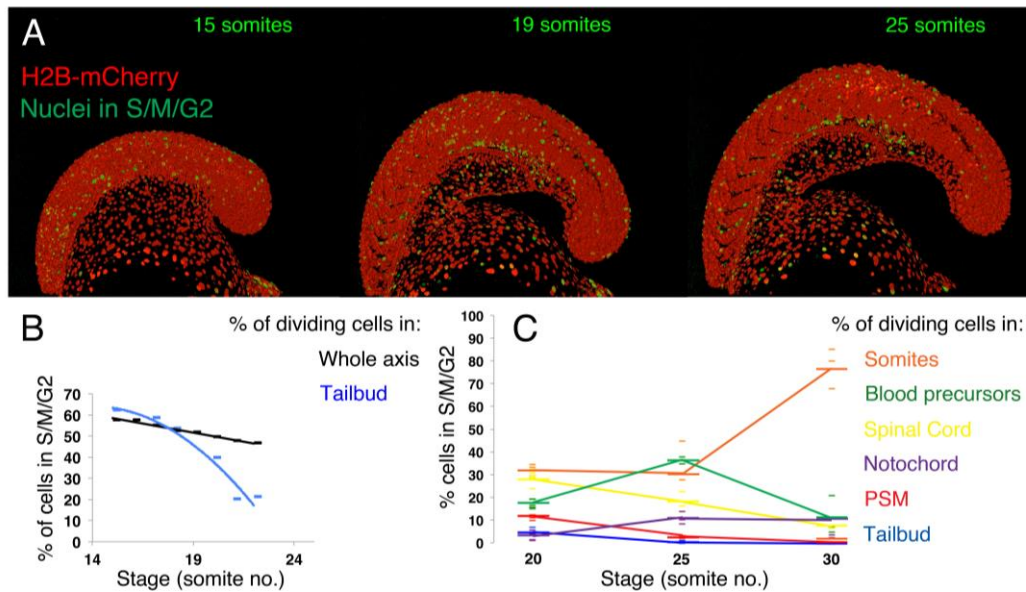 A
15 somites
19 somites
25 somites
H2B-mCherry
Nuclei in S/M/G2
B
% of dividing cells in:
Whole axis
Tailbud
% of cells in S/M/G2
70
60
50
40
30
20
10
0
14
19
24
Stage (somite no.)
C
% of dividing cells in:
Somites
Blood precursors
Spinal Cord
Notochord
PSM
Tailbud
% cells in S/M/G2
100
90
80
70
60
50
40
30
20
10
0
20
25
30
Stage (somite no.)